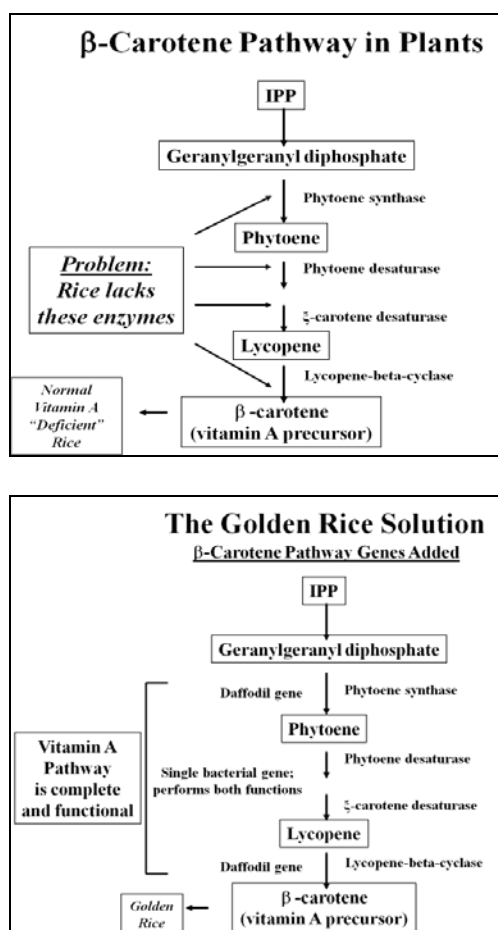 β-Carotene Pathway in Plants
IPP
Geranylgeranyl diphosphate
Phytoene synthase
Phytoene
Problem:
Rice lacks
these enzymes
Phytoene desaturase
ξ-carotene desaturase
Lycopene
Lycopene-beta-cyclase
Normal
Vitamin A
“Deficient”
Rice
β-carotene
(vitamin A precursor)
The Golden Rice Solution
β-Carotene Pathway Genes Added
IPP
Geranylgeranyl diphosphate
Daffodil gene
Phytoene synthase
Phytoene
Vitamin A
Pathway
is complete
and functional
Single bacterial gene;
performs both functions
Phytoene desaturase
ξ-carotene desaturase
Lycopene
Daffodil gene
Lycopene-beta-cyclase
Golden
Rice
β-carotene
(vitamin A precursor)